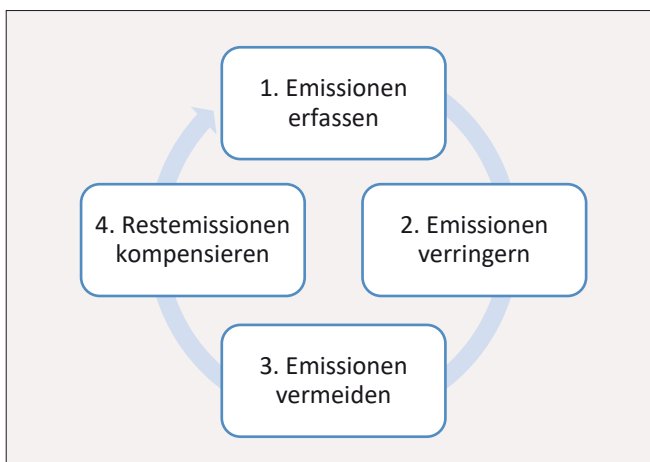 1. Emissionen
erfassen
2. Emissionen
verringern
3. Emissionen
vermeiden
4. Restemissionen
kompensieren